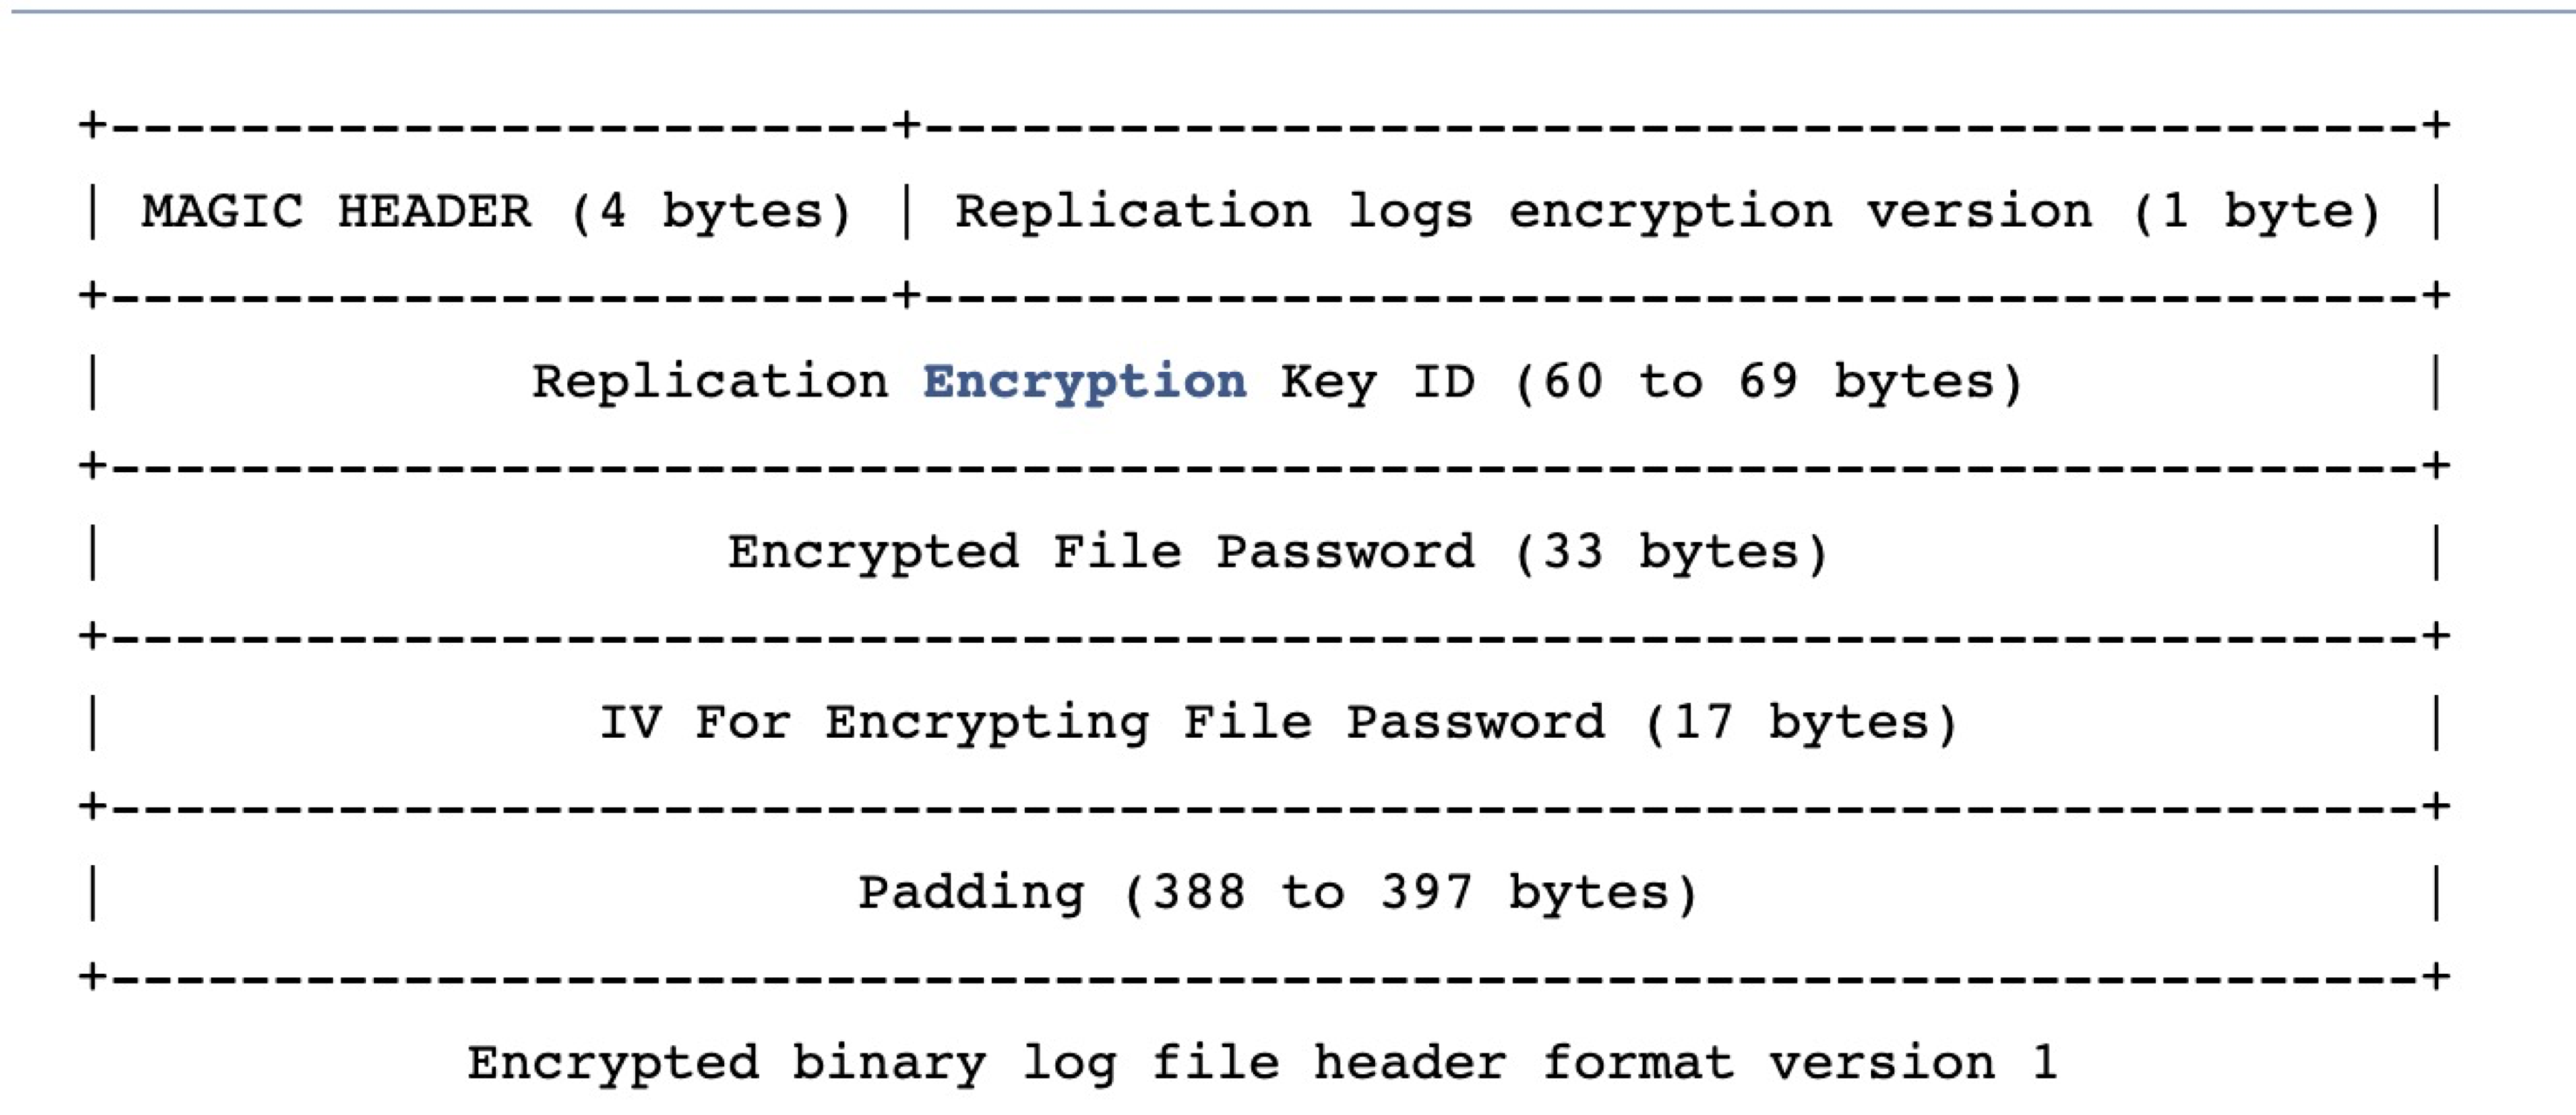 +------------------------+----------------------------------------------+
| MAGIC HEADER (4 bytes) | Replication logs encryption version (1 byte) |
+------------------------+----------------------------------------------+
|             Replication Encryption Key ID (60 to 69 bytes)            |
+-----------------------------------------------------------------------+
|                   Encrypted File Password (33 bytes)                  |
+-----------------------------------------------------------------------+
|               IV For Encrypting File Password (17 bytes)              |
+-----------------------------------------------------------------------+
|                       Padding (388 to 397 bytes)                      |
+-----------------------------------------------------------------------+
Encrypted binary log file header format version 1